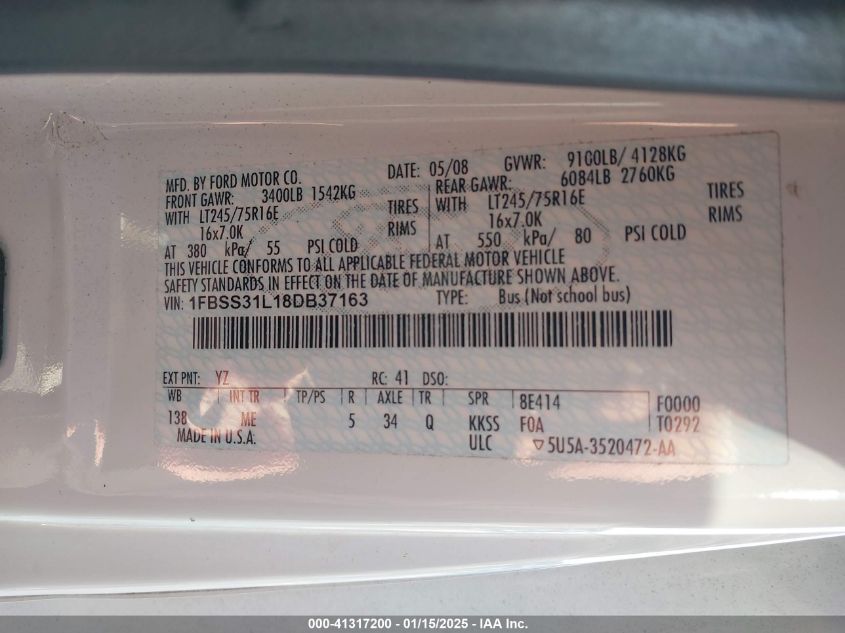 MFD. BY FORD MOTOR CO. DATE: 05/08 GVWR: 9100LB/ 4128KG
FRONT GAWR: 3400LB 1542KG REAR GAWR: 6084LB 2760KG
WITH LT245/75R16E TIRES WITH LT245/75R16E TIRES
16x7.0K RIMS 16x7.0K RIMS
AT 380 kPa/ 55 PSI COLD AT 550 kPa/ 80 PSI COLD
THIS VEHICLE CONFORMS TO ALL APPLICABLE FEDERAL MOTOR VEHICLE
SAFETY STANDARDS IN EFFECT ON THE DATE OF MANUFACTURE SHOWN ABOVE.
VIN: 1FBSS31L18DB37163 TYPE: Bus (Not school bus)
EXT PNT: YZ RC: 41 DSO:
WB INT TR TP/PS R AXLE TR SPR 8E414 F0000
138 ME 5 34 Q KKSS F0A T0292
MADE IN U.S.A. ULC ▽5U5A-3520472-AA
000-41317200 - 01/15/2025 - IAA Inc.